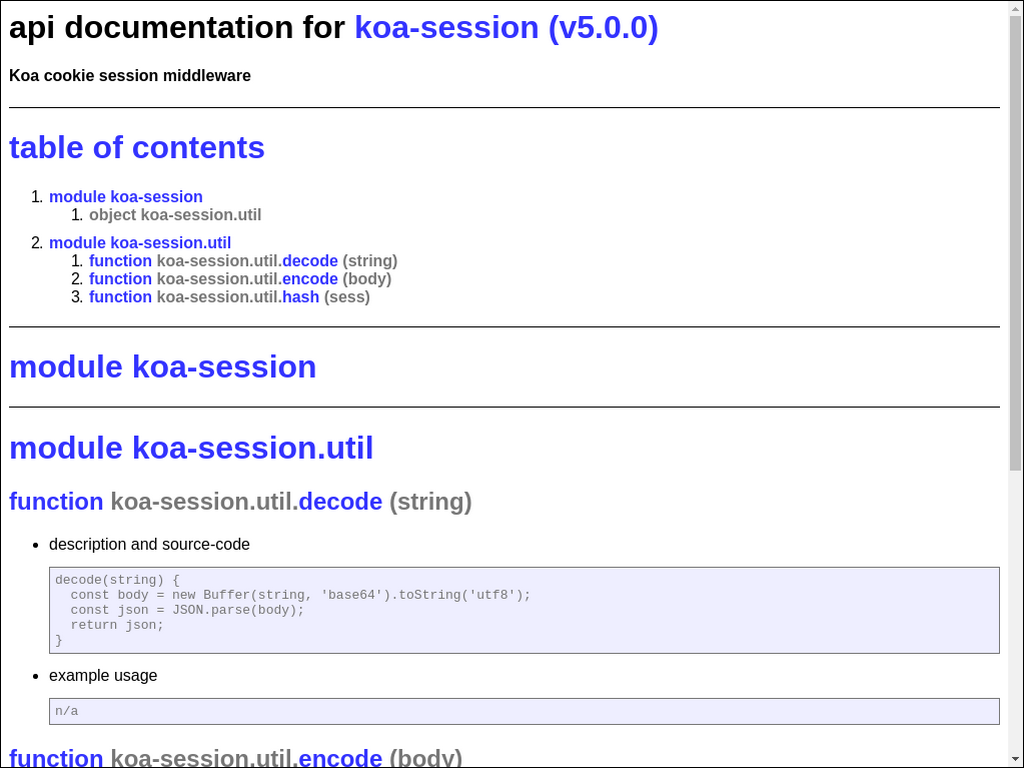 api documentation for koa-session (v5.0.0)
Koa cookie session middleware
table of contents
1. module koa-session
1. object koa-session.util
2. module koa-session.util
1. function koa-session.util.decode (string)
2. function koa-session.util.encode (body)
3. function koa-session.util.hash (sess)
module koa-session
module koa-session.util
function koa-session.util.decode (string)
• description and source-code
decode(string) {
  const body = new Buffer(string, 'base64').toString('utf8');
  const json = JSON.parse(body);
  return json;
}
• example usage
n/a
function koa-session.util.encode (body)